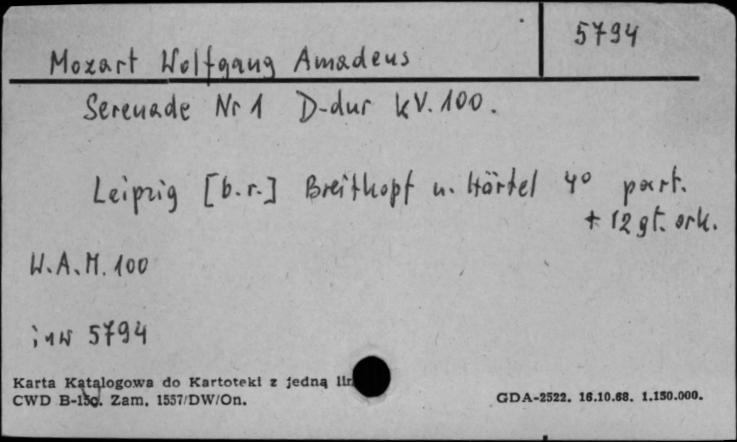 5794
Mozart Wolfgang Amadeus
Serenade Nr 1 D-dur KV. 100.
Leipzig [b.r.] Breitkopf u. Härtel 4° part.
+ 12 gł. ork.
W.A.M. 100
inw 5794
Karta Katalogowa do Kartoteki z jedną
CWD B-15g. Zam. 1557/DW/On.
GDA-2522. 16.10.68. 1.150.000.